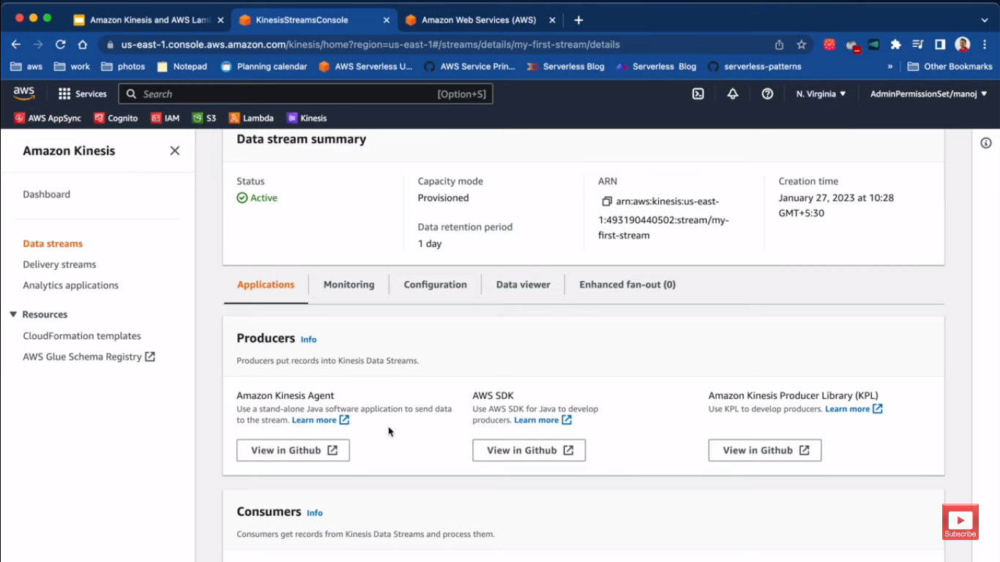 Amazon Kinesis and AWS Lam
KinesisStreamsConsole
Amazon Web Services (AWS)
us-east-1.console.aws.amazon.com/kinesis/home?region=us-east-1#/streams/details/my-first-stream/details
aws
work
photos
Notepad
Planning calendar
AWS Serverless U...
AWS Service Prin...
Serverless Blog
Serverless Blog
serverless-patterns
»
Other Bookmarks
aws
Services
Search
[Option+S]
N. Virginia
AdminPermissionSet/manoj
AWS AppSync
Cognito
IAM
S3
Lambda
Kinesis
Amazon Kinesis
Dashboard
Data streams
Delivery streams
Analytics applications
Resources
CloudFormation templates
AWS Glue Schema Registry
Data stream summary
Status
Active
Capacity mode
Provisioned
Data retention period
1 day
ARN
arn:aws:kinesis:us-east-
1:493190440502:stream/my-
first-stream
Creation time
January 27, 2023 at 10:28
GMT+5:30
Applications
Monitoring
Configuration
Data viewer
Enhanced fan-out (0)
Producers Info
Producers put records into Kinesis Data Streams.
Amazon Kinesis Agent
Use a stand-alone Java software application to send data
to the stream. Learn more
View in Github
AWS SDK
Use AWS SDK for Java to develop
producers. Learn more
View in Github
Amazon Kinesis Producer Library (KPL)
Use KPL to develop producers. Learn more
View in Github
Consumers Info
Consumers get records from Kinesis Data Streams and process them.
Subscribe